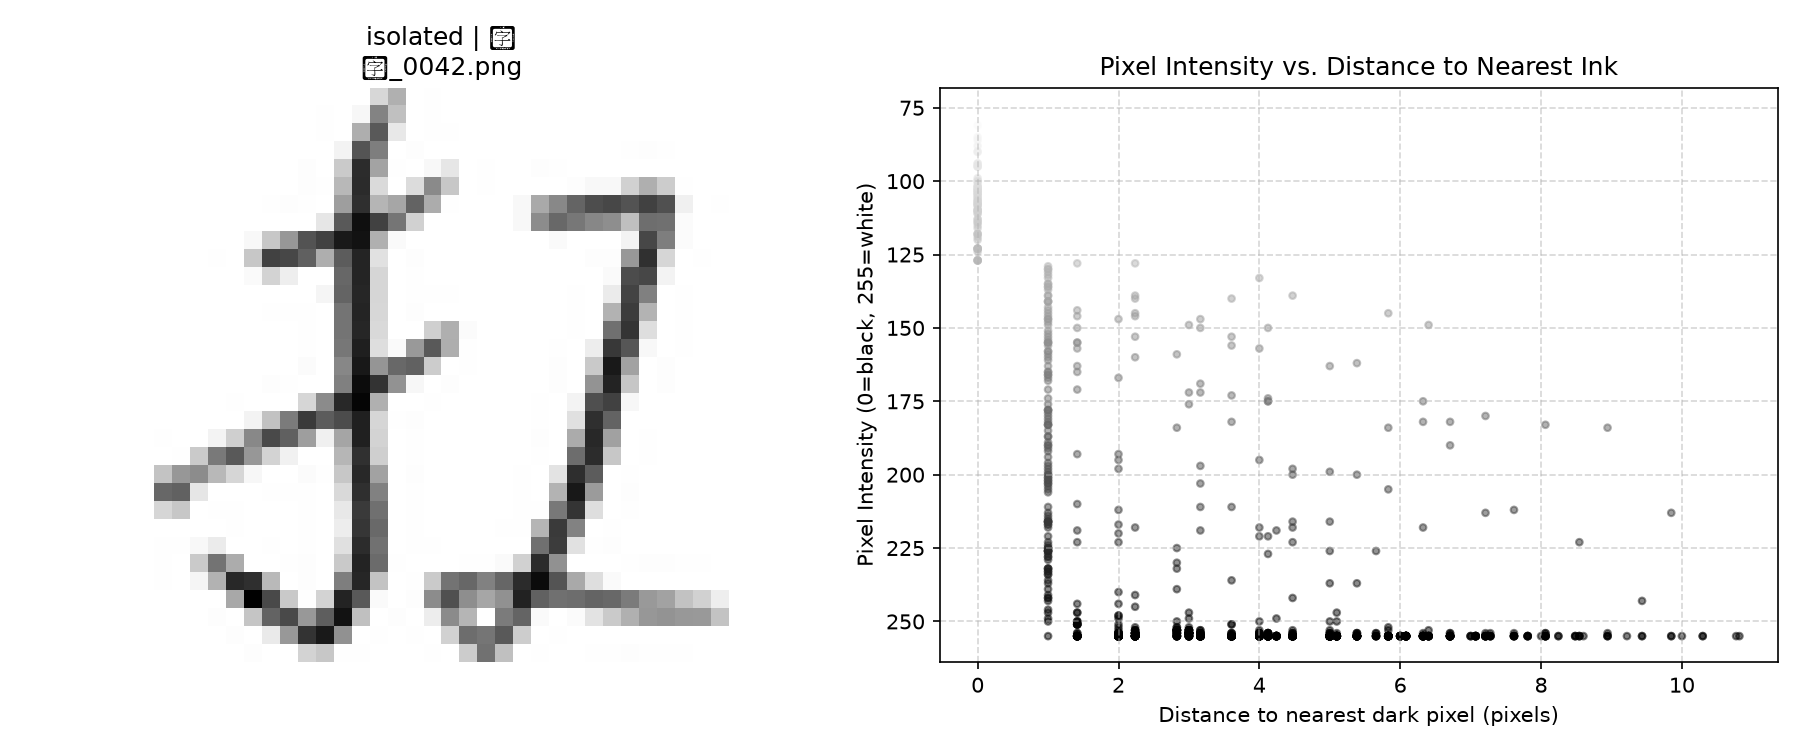 isolated |
_0042.png
Pixel Intensity vs. Distance to Nearest Ink
Pixel Intensity (0=black, 255=white)
75
100
125
150
175
200
225
250
0 2 4 6 8 10
Distance to nearest dark pixel (pixels)